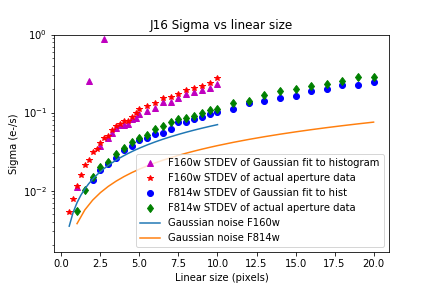 J16 Sigma vs linear size
Sigma (e-/s)
10⁰
10⁻¹
10⁻²
F160w STDEV of Gaussian fit to histogram
F160w STDEV of actual aperture data
F814w STDEV of Gaussian fit to hist
F814w STDEV of actual aperture data
Gaussian noise F160w
Gaussian noise F814w
0.0 2.5 5.0 7.5 10.0 12.5 15.0 17.5 20.0
Linear size (pixels)